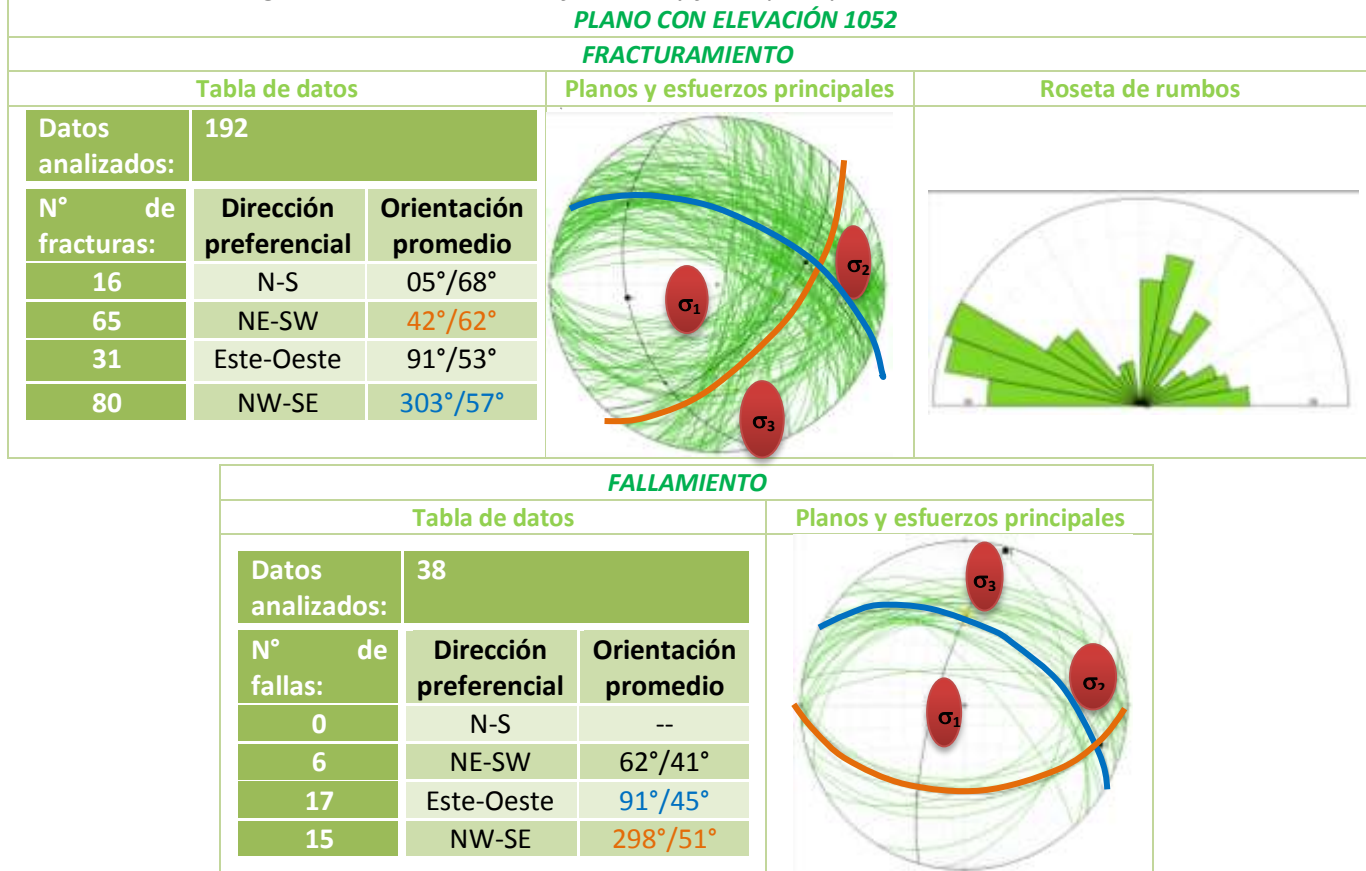 PLANO CON ELEVACIÓN 1052
FRACTURAMIENTO
Tabla de datos
Planos y esfuerzos principales
Roseta de rumbos
Datos analizados:
192
N° de fracturas:
Dirección preferencial
Orientación promedio
16 N-S 05°/68°
65 NE-SW 42°/62°
31 Este-Oeste 91°/53°
80 NW-SE 303°/57°
σ1
σ2
σ3
FALLAMIENTO
Tabla de datos
Planos y esfuerzos principales
Datos analizados:
38
N° de fallas:
Dirección preferencial
Orientación promedio
0 N-S --
6 NE-SW 62°/41°
17 Este-Oeste 91°/45°
15 NW-SE 298°/51°
σ3
σ2
σ1